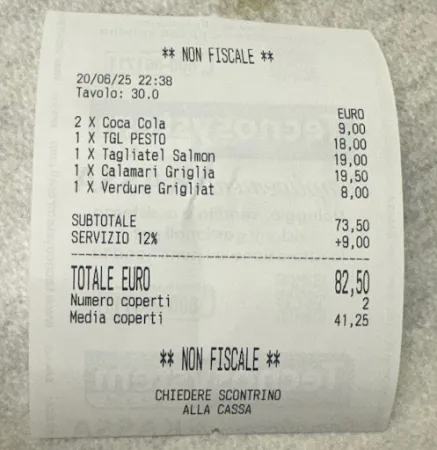 ** NON FISCALE **
20/06/25 22:38
Tavolo: 30.0
EURO
2 X Coca Cola 9,00
1 X TGL PESTO 18,00
1 X Tagliatel Salmon 19,00
1 X Calamari Griglia 19,50
1 X Verdure Grigliat 8,00
SUBTOTALE 73,50
SERVIZIO 12% +9,00
TOTALE EURO 82,50
Numero coperti 2
Media coperti 41,25
** NON FISCALE **
CHIEDERE SCONTRINO
ALLA CASSA